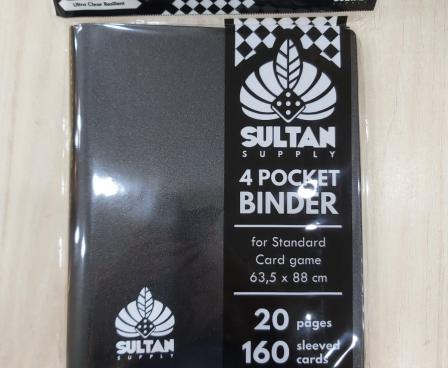 Ultra Clear Resilient
SULTAN
SUPPLY
4 POCKET
BINDER
for Standard
Card game
63,5 x 88 cm
20 pages
160 sleeved
cards
SULTAN
SUPPLY